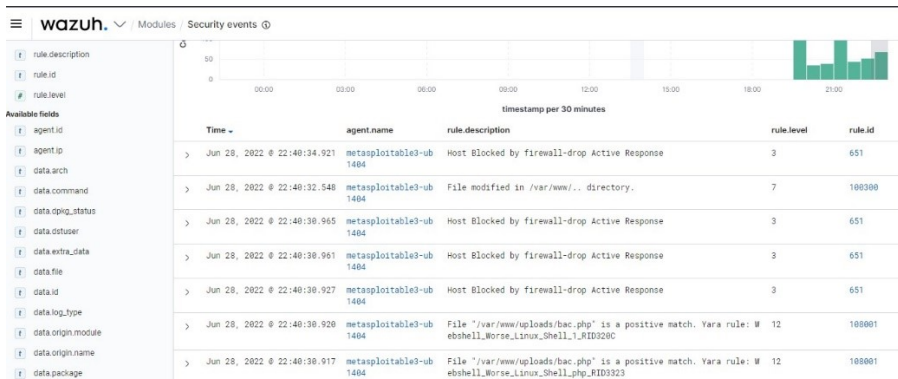 wazuh. / Modules / Security events
rule.description
rule.id
rule.level
Available fields
agent.id
agent.ip
data.arch
data.command
data.dpkg_status
data.dstuser
data.extra_data
data.file
data.id
data.log_type
data.origin.module
data.origin.name
data.package
50
0
00:00 03:00 06:00 09:00 12:00 15:00 18:00 21:00
timestamp per 30 minutes
Time agent.name rule.description rule.level rule.id
Jun 28, 2022 @ 22:40:34.921 metasploitable3-ub Host Blocked by firewall-drop Active Response 3 651
1404
Jun 28, 2022 @ 22:40:32.548 metasploitable3-ub File modified in /var/www/.. directory. 7 100300
1404
Jun 28, 2022 @ 22:40:30.965 metasploitable3-ub Host Blocked by firewall-drop Active Response 3 651
1404
Jun 28, 2022 @ 22:40:30.961 metasploitable3-ub Host Blocked by firewall-drop Active Response 3 651
1404
Jun 28, 2022 @ 22:40:30.927 metasploitable3-ub Host Blocked by firewall-drop Active Response 3 651
1404
Jun 28, 2022 @ 22:40:30.920 metasploitable3-ub File "/var/www/uploads/bac.php" is a positive match. Yara rule: W 12 108001
1404 ebshell_Worse_Linux_Shell_1_RID320C
Jun 28, 2022 @ 22:40:30.917 metasploitable3-ub File "/var/www/uploads/bac.php" is a positive match. Yara rule: W 12 108001
1404 ebshell_Worse_Linux_Shell_php_RID3323